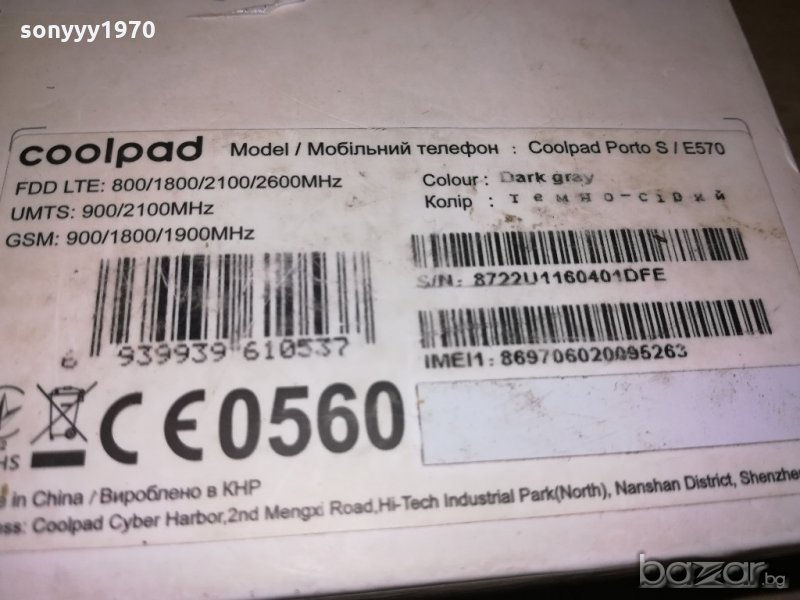 sonyyy1970
coolpad Model / Мобільний телефон : Coolpad Porto S / E570
FDD LTE: 800/1800/2100/2600MHz
Colour : Dark gray
UMTS: 900/2100MHz
Колір : темно-сірий
GSM: 900/1800/1900MHz
S/N: 8722U1160401DFE
6 939939 610537
IMEI1: 869706020095263
CE0560
in China / Вироблено в КНР
Coolpad Cyber Harbor,2nd Mengxi Road,Hi-Tech Industrial Park(North), Nanshan District, Shenzhe
bazar.bg